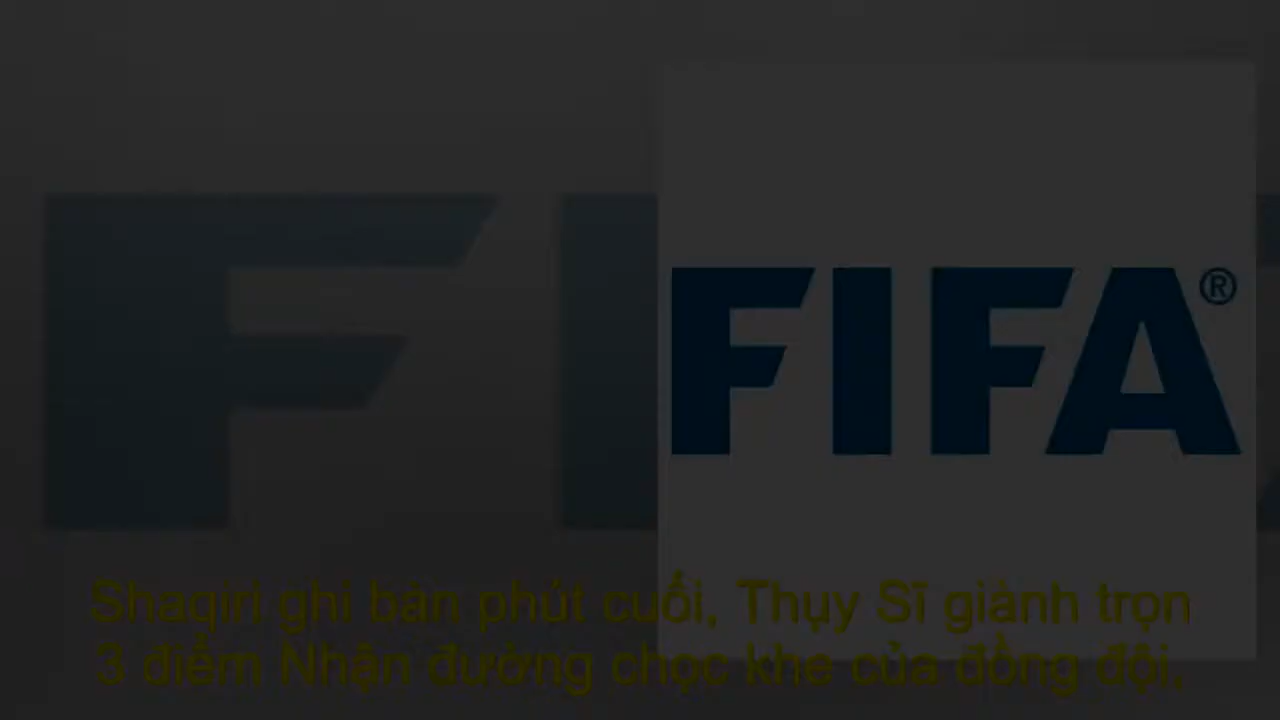 FIFA®
Shaqiri ghi bàn phút cuối, Thụy Sĩ giành trọn
3 điểm Nhận đường chọc khe của đồng đội,